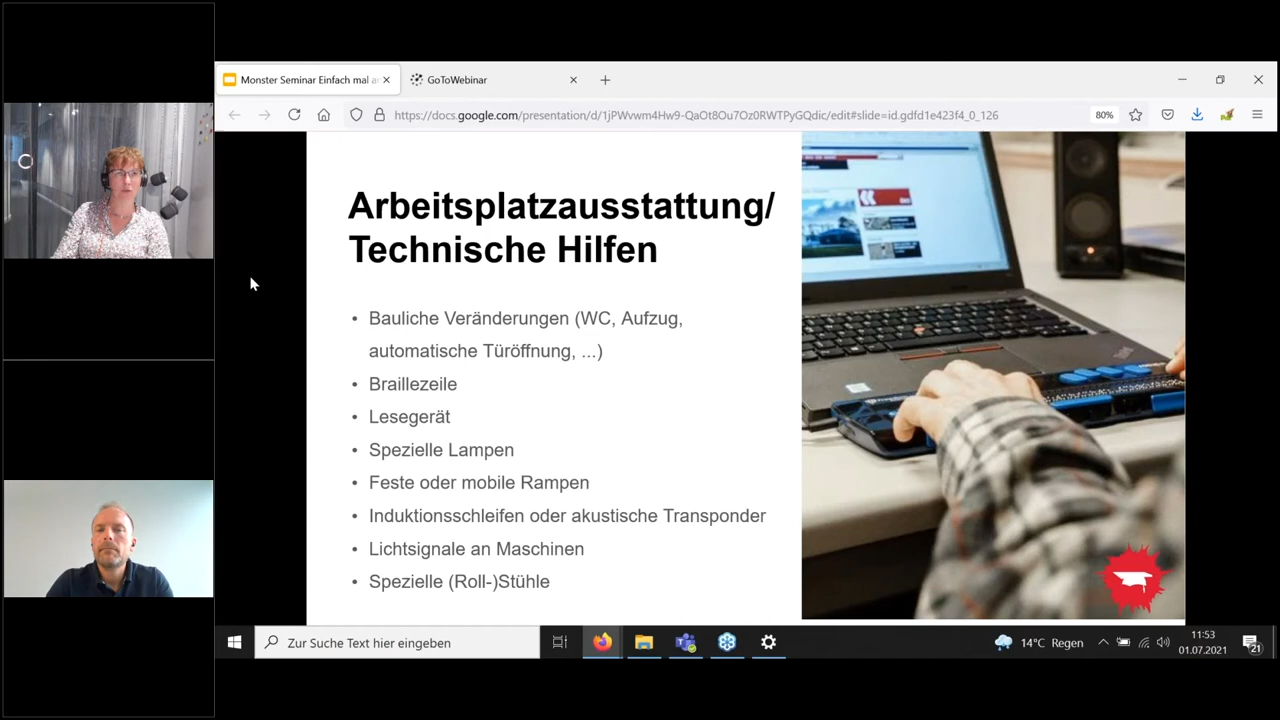 Monster Seminar Einfach mal a
GoToWebinar
https://docs.google.com/presentation/d/1jPWvwm4Hw9-QaOt8Ou7Oz0RWTPyGQdic/edit#slide=id.gdfd1e423f4_0_126
80%
Arbeitsplatzausstattung/
Technische Hilfen
• Bauliche Veränderungen (WC, Aufzug,
automatische Türöffnung, ...)
• Braillezeile
• Lesegerät
• Spezielle Lampen
• Feste oder mobile Rampen
• Induktionsschleifen oder akustische Transponder
• Lichtsignale an Maschinen
• Spezielle (Roll-)Stühle
Zur Suche Text hier eingeben
14°C Regen
11:53
01.07.2021
21